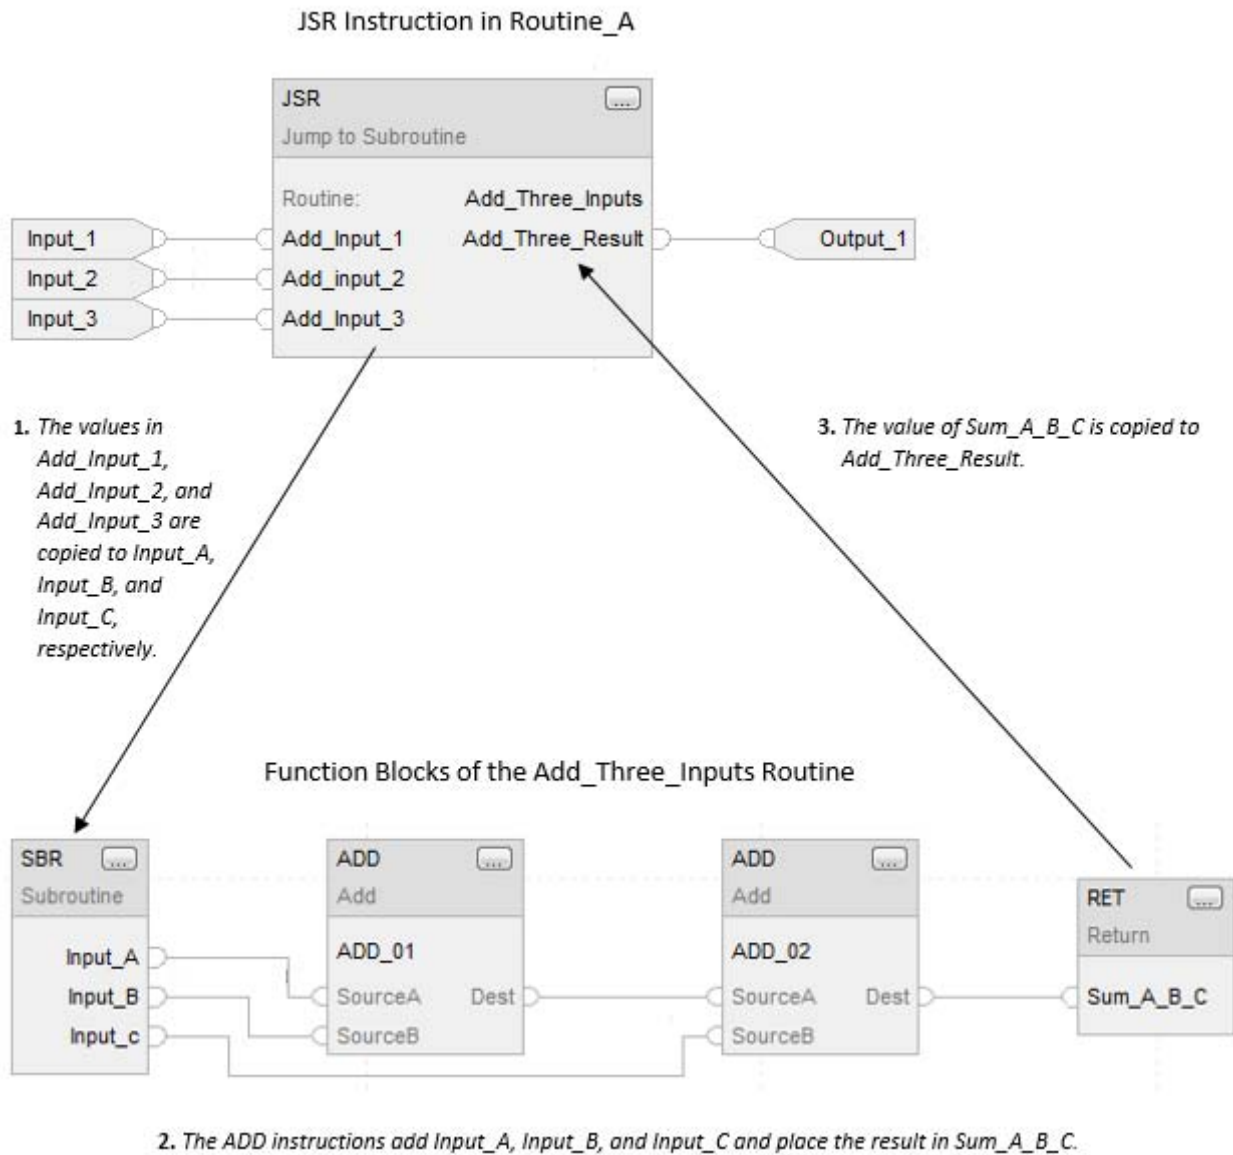 JSR Instruction in Routine_A
JSR ...
Jump to Subroutine
Routine: Add_Three_Inputs
Input_1 Add_Input_1 Add_Three_Result Output_1
Input_2 Add_input_2
Input_3 Add_Input_3
1. The values in
Add_Input_1,
Add_Input_2, and
Add_Input_3 are
copied to Input_A,
Input_B, and
Input_C,
respectively.
3. The value of Sum_A_B_C is copied to
Add_Three_Result.
Function Blocks of the Add_Three_Inputs Routine
SBR ...
Subroutine
Input_A
Input_B
Input_c
ADD ...
Add
ADD_01
SourceA Dest
SourceB
ADD ...
Add
ADD_02
SourceA Dest
SourceB
RET ...
Return
Sum_A_B_C
2. The ADD instructions add Input_A, Input_B, and Input_C and place the result in Sum_A_B_C.